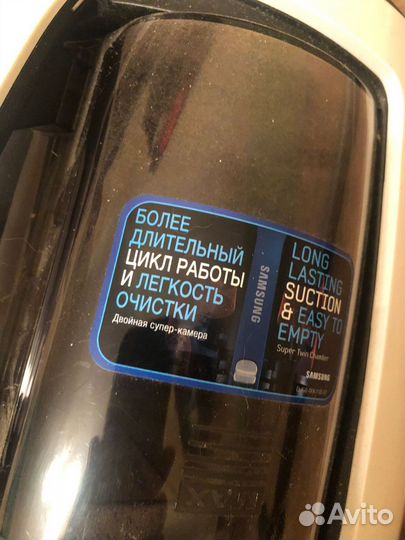 БОЛЕЕ
ДЛИТЕЛЬНЫЙ
ЦИКЛ РАБОТЫ
И ЛЕГКОСТЬ
ОЧИСТКИ
Двойная супер-камера
SAMSUNG
LONG
LASTING
SUCTION
& EASY TO
EMPTY
Super Twin Chamber
SAMSUNG
Avito